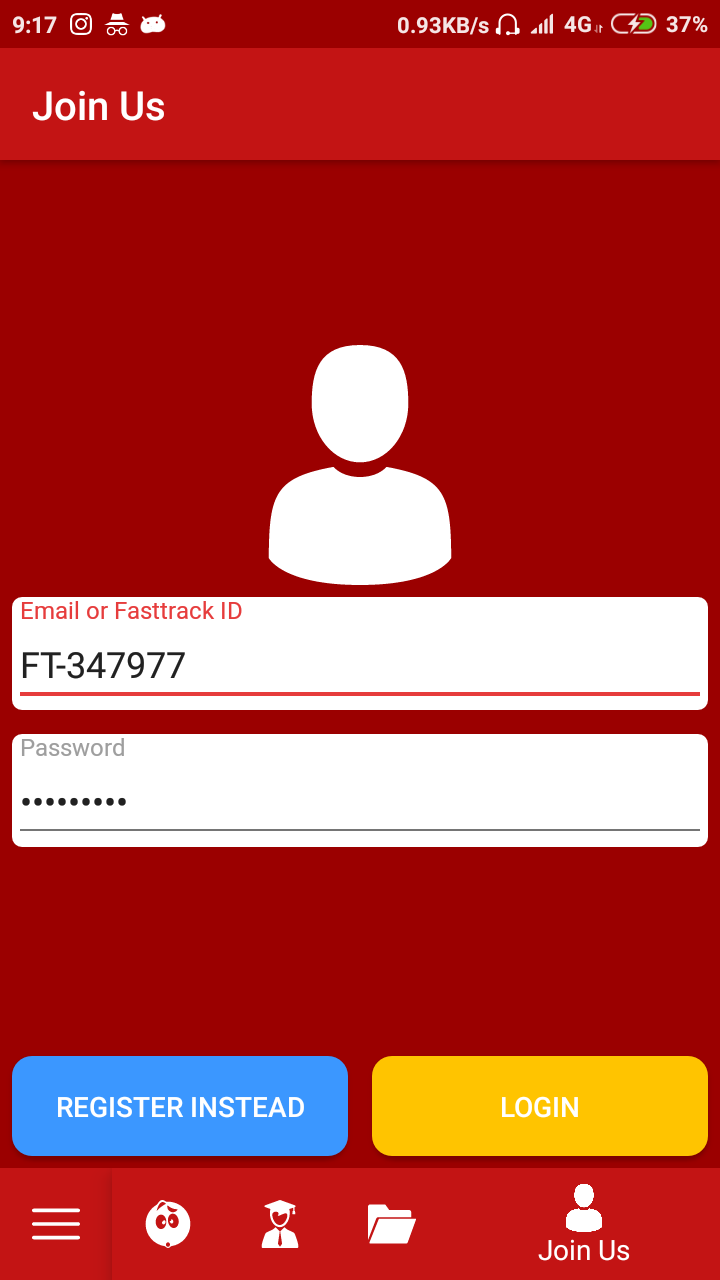 9:17 0.93KB/s 4G 37%
Join Us
Email or Fasttrack ID
FT-347977
Password
•••••••••
REGISTER INSTEAD LOGIN
Join Us